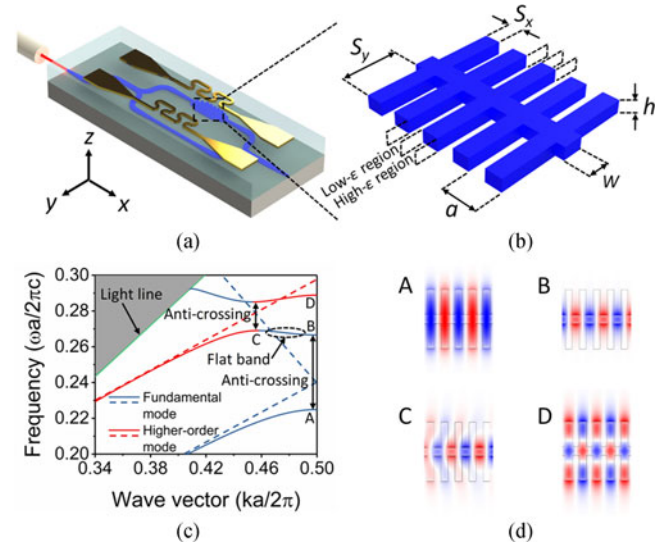 z
y
x
(a)
Sx
Sy
Low-ε region
High-ε region
h
w
a
(b)
Frequency (ωa/2πc)
0.30
0.28
0.26
0.24
0.22
0.20
Light line
Anti-crossing
D
B
C
Flat band
Anti-crossing
Fundamental
mode
Higher-order
mode
A
0.34
0.38
0.42
0.46
0.50
Wave vector (ka/2π)
(c)
A
B
C
D
(d)